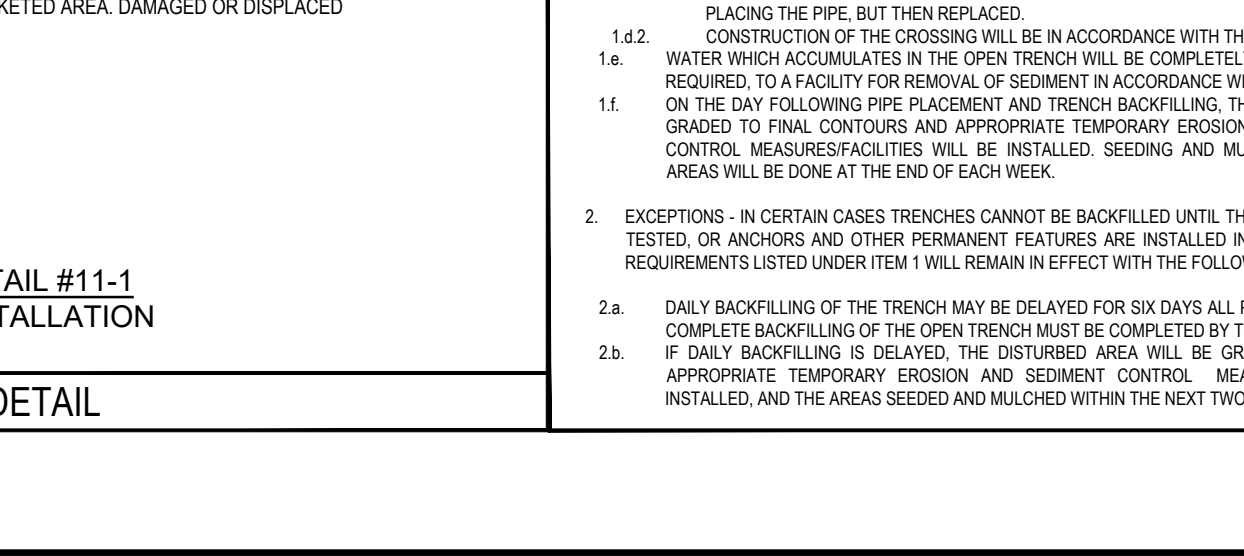 KETED AREA. DAMAGED OR DISPLACED
TAIL #11-1
TALLATION
DETAIL
PLACING THE PIPE, BUT THEN REPLACED.
1.d.2. CONSTRUCTION OF THE CROSSING WILL BE IN ACCORDANCE WITH TH
1.e. WATER WHICH ACCUMULATES IN THE OPEN TRENCH WILL BE COMPLETELY
REQUIRED, TO A FACILITY FOR REMOVAL OF SEDIMENT IN ACCORDANCE WI
1.f. ON THE DAY FOLLOWING PIPE PLACEMENT AND TRENCH BACKFILLING, TH
GRADED TO FINAL CONTOURS AND APPROPRIATE TEMPORARY EROSION
CONTROL MEASURES/FACILITIES WILL BE INSTALLED. SEEDING AND MU
AREAS WILL BE DONE AT THE END OF EACH WEEK.
2. EXCEPTIONS - IN CERTAIN CASES TRENCHES CANNOT BE BACKFILLED UNTIL TH
TESTED, OR ANCHORS AND OTHER PERMANENT FEATURES ARE INSTALLED IN
REQUIREMENTS LISTED UNDER ITEM 1 WILL REMAIN IN EFFECT WITH THE FOLLOW
2.a. DAILY BACKFILLING OF THE TRENCH MAY BE DELAYED FOR SIX DAYS ALL
COMPLETE BACKFILLING OF THE OPEN TRENCH MUST BE COMPLETED BY T
2.b. IF DAILY BACKFILLING IS DELAYED, THE DISTURBED AREA WILL BE GR
APPROPRIATE TEMPORARY EROSION AND SEDIMENT CONTROL MEA
INSTALLED, AND THE AREAS SEEDED AND MULCHED WITHIN THE NEXT TWO